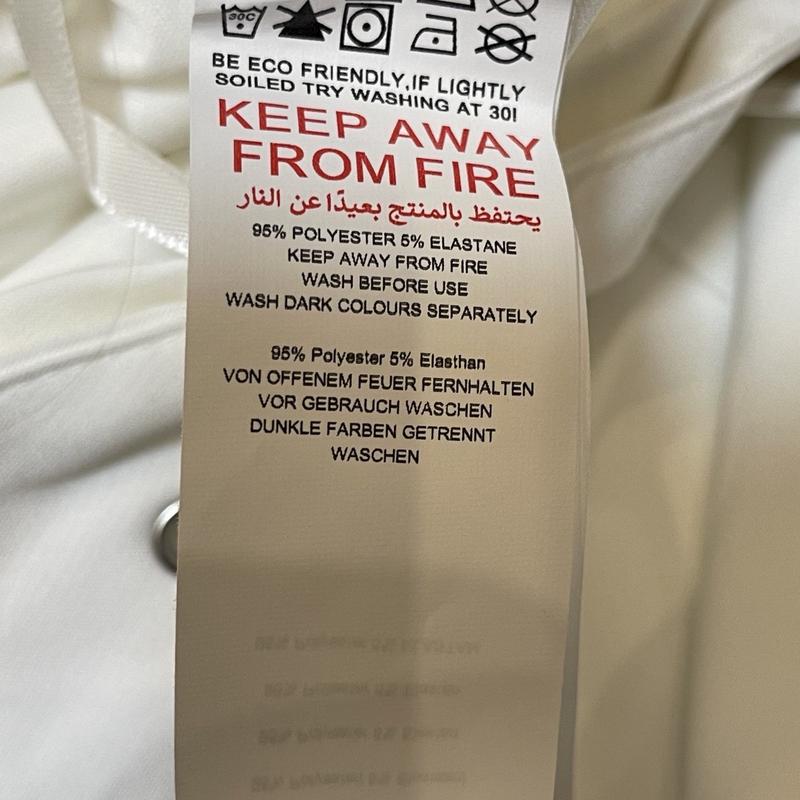 30C
BE ECO FRIENDLY,IF LIGHTLY
SOILED TRY WASHING AT 30!
KEEP AWAY
FROM FIRE
يحتفظ بالمنتج بعيدًا عن النار
95% POLYESTER 5% ELASTANE
KEEP AWAY FROM FIRE
WASH BEFORE USE
WASH DARK COLOURS SEPARATELY
95% Polyester 5% Elasthan
VON OFFENEM FEUER FERNHALTEN
VOR GEBRAUCH WASCHEN
DUNKLE FARBEN GETRENNT
WASCHEN